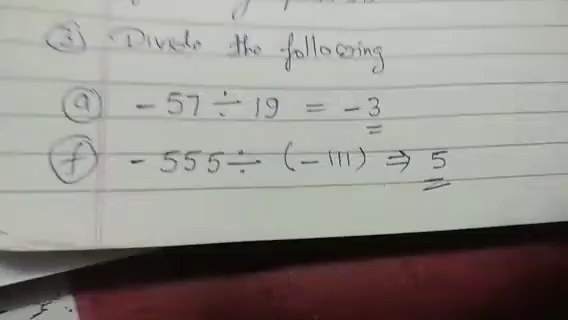 (3) Divide the following
(a) - 57 ÷ 19 = - 3
(f) - 555 ÷ (-111) ⇒ 5